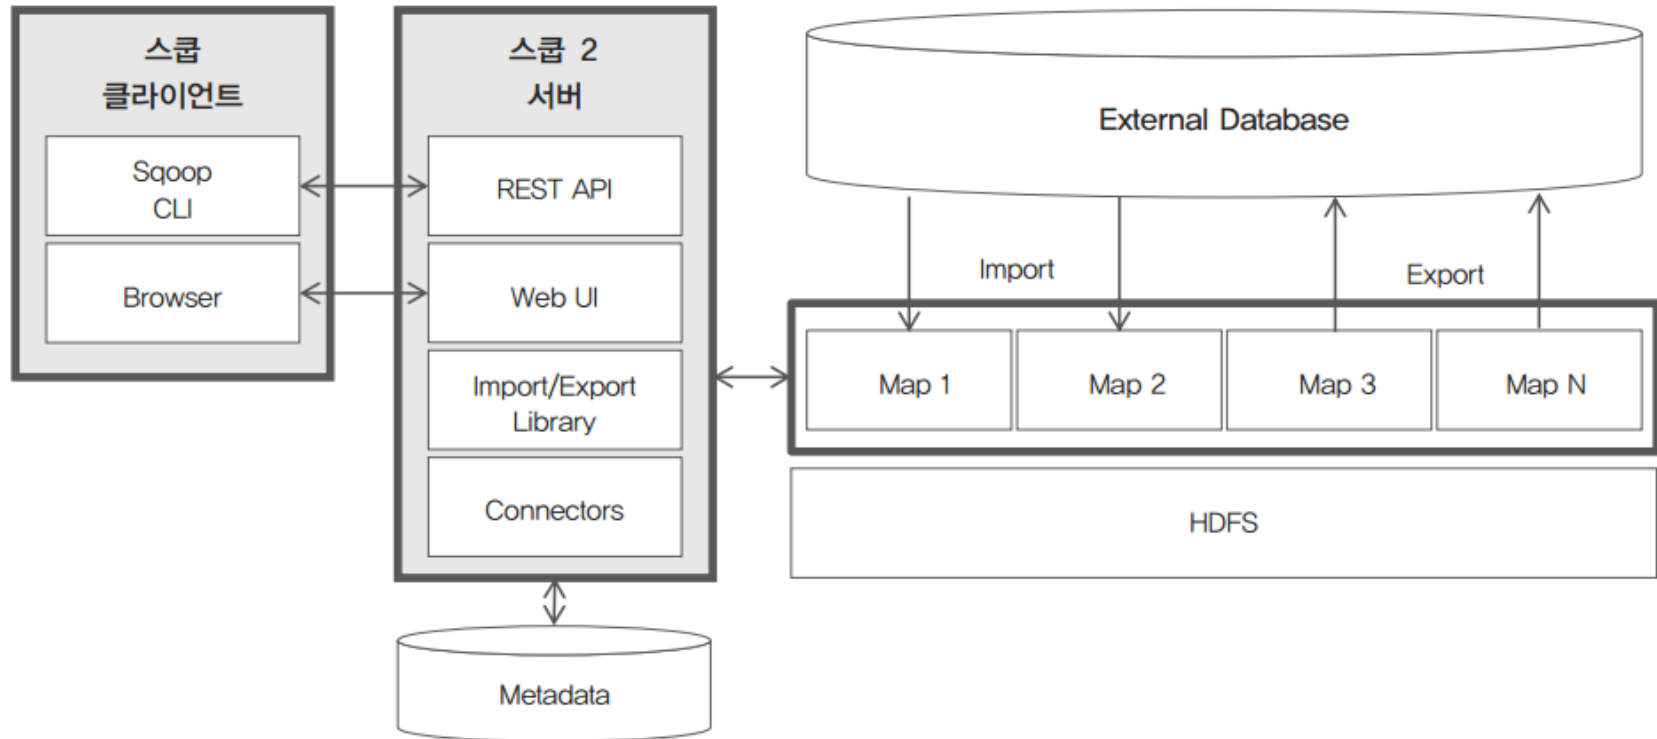 스쿱
클라이언트
Sqoop
CLI
Browser
스쿱 2
서버
REST API
Web UI
Import/Export
Library
Connectors
Metadada
External Database
Import
Export
Map 1
Map 2
Map 3
Map N
HDFS